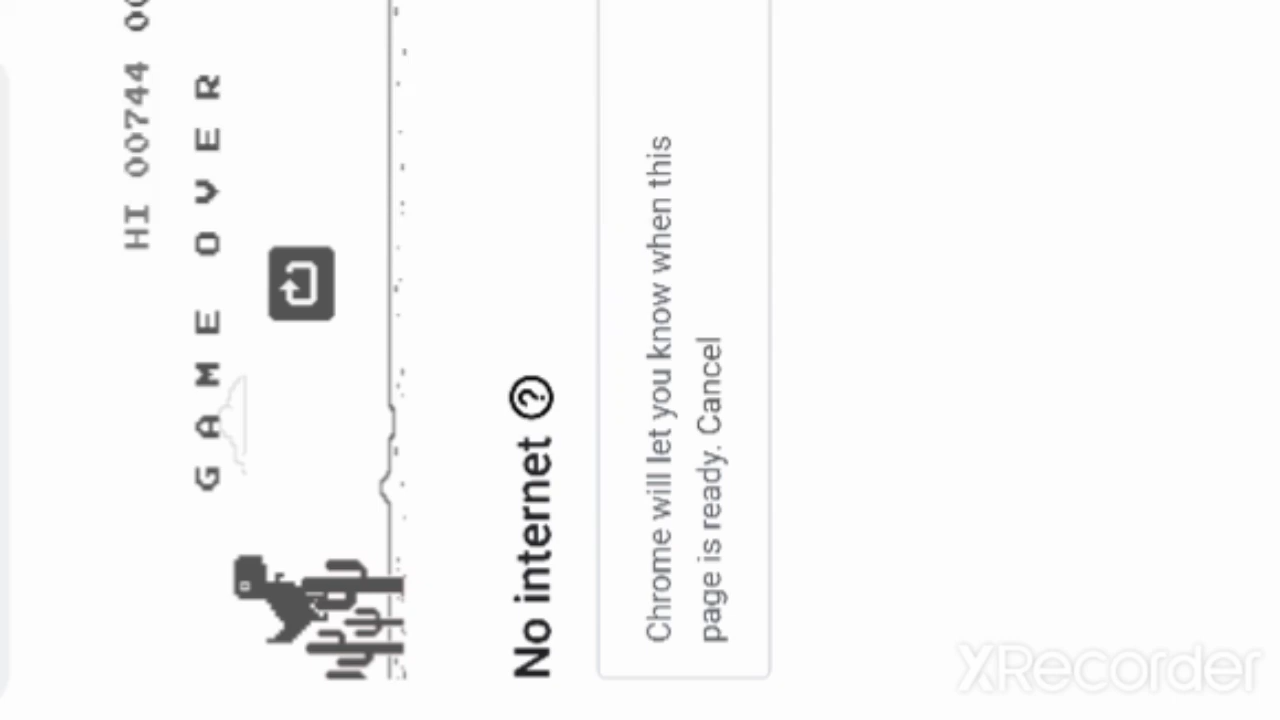 HI 00744
GAME OVER
No internet
Chrome will let you know when this
page is ready. Cancel
XRecorder